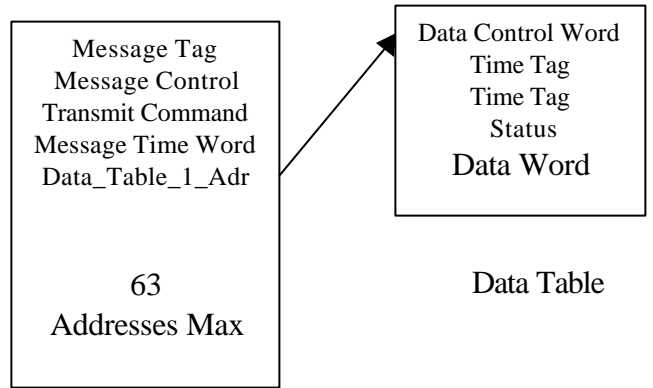 Message Tag
Message Control
Transmit Command
Message Time Word
Data_Table_1_Adr
63
Addresses Max
Data Control Word
Time Tag
Time Tag
Status
Data Word
Data Table